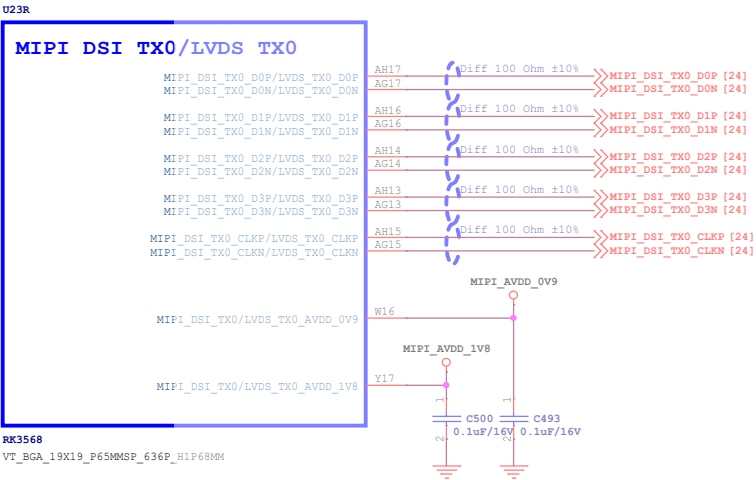 U23R
MIPI DSI TX0/LVDS TX0
MIPI_DSI_TX0_D0P/LVDS_TX0_D0P AH17 Diff 100 Ohm ±10% MIPI_DSI_TX0_D0P [24]
MIPI_DSI_TX0_D0N/LVDS_TX0_D0N AG17 MIPI_DSI_TX0_D0N [24]
MIPI_DSI_TX0_D1P/LVDS_TX0_D1P AH16 Diff 100 Ohm ±10% MIPI_DSI_TX0_D1P [24]
MIPI_DSI_TX0_D1N/LVDS_TX0_D1N AG16 MIPI_DSI_TX0_D1N [24]
MIPI_DSI_TX0_D2P/LVDS_TX0_D2P AH14 Diff 100 Ohm ±10% MIPI_DSI_TX0_D2P [24]
MIPI_DSI_TX0_D2N/LVDS_TX0_D2N AG14 MIPI_DSI_TX0_D2N [24]
MIPI_DSI_TX0_D3P/LVDS_TX0_D3P AH13 Diff 100 Ohm ±10% MIPI_DSI_TX0_D3P [24]
MIPI_DSI_TX0_D3N/LVDS_TX0_D3N AG13 MIPI_DSI_TX0_D3N [24]
MIPI_DSI_TX0_CLKP/LVDS_TX0_CLKP AH15 Diff 100 Ohm ±10% MIPI_DSI_TX0_CLKP [24]
MIPI_DSI_TX0_CLKN/LVDS_TX0_CLKN AG15 MIPI_DSI_TX0_CLKN [24]
MIPI_AVDD_0V9
MIPI_DSI_TX0/LVDS_TX0_AVDD_0V9 W16
MIPI_AVDD_1V8
MIPI_DSI_TX0/LVDS_TX0_AVDD_1V8 Y17
1 1
C500 C493
0.1uF/16V 0.1uF/16V
2 2
RK3568
VT_BGA_19X19_P65MMSP_636P_H1P68MM